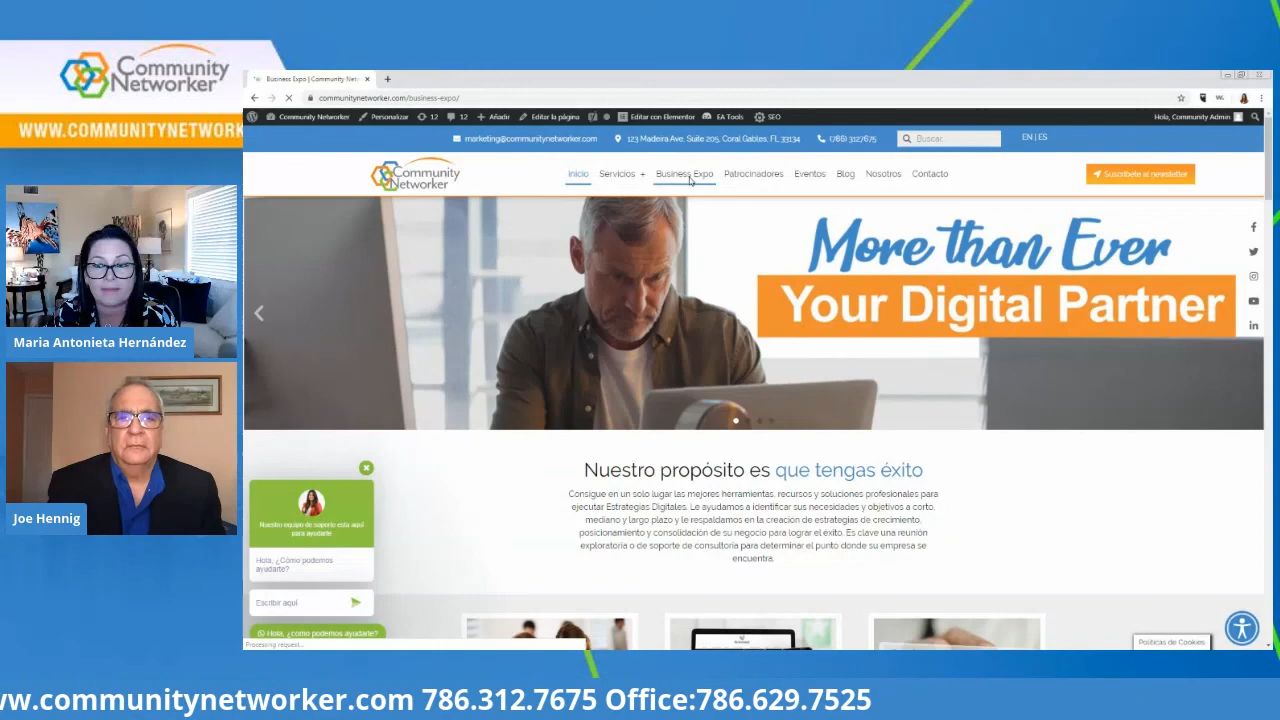 Community
Networker
WWW.COMMUNITYNETWORK
Maria Antonieta Hernández
Joe Hennig
Business Expo | Community Net
communitynetworker.com/business-expo/
Community Networker Personalizar 12 12 Añadir Editar la página Editar con Elementor EA Tools SEO Hola, Community Admin
marketing@communitynetworker.com 123 Madeira Ave, Suite 205, Coral Gables, FL 33134 (786) 3127675 Buscar EN | ES
Community
Networker
Inicio Servicios + Business Expo Patrocinadores Eventos Blog Nosotros Contacto Suscríbete al newsletter
More than Ever
Your Digital Partner
Nuestro propósito es que tengas éxito
Consigue en un solo lugar las mejores herramientas, recursos y soluciones profesionales para
ejecutar Estrategias Digitales. Le ayudamos a identificar sus necesidades y objetivos a corto,
mediano y largo plazo y le respaldamos en la creación de estrategias de crecimiento,
posicionamiento y consolidación de su negocio para lograr el éxito. Es clave una reunión
exploratoria o de soporte de consultoría para determinar el punto donde su empresa se
encuentra.
Nuestro equipo de soporte esta aquí
para ayudarte
Hola, ¿Cómo podemos
ayudarte?
Escribir aquí
Hola, ¿cómo podemos ayudarte?
Processing request...
Políticas de Cookies
ww.communitynetworker.com 786.312.7675 Office:786.629.7525